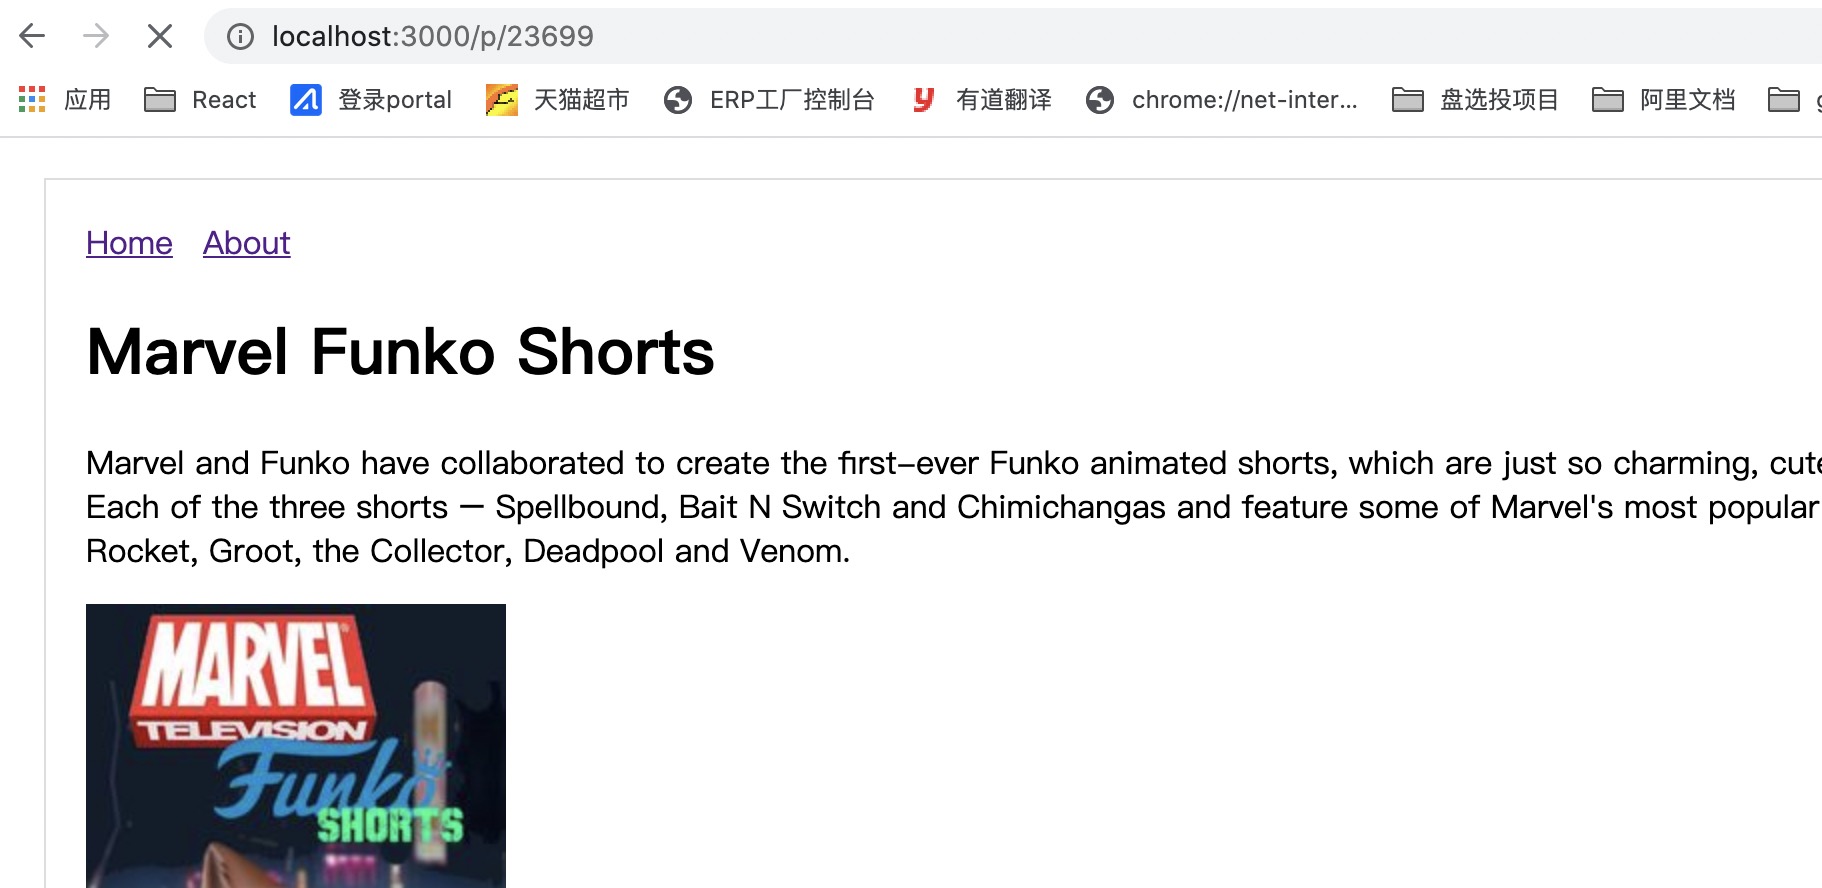 localhost:3000/p/23699
应用 React 登录portal 天猫超市 ERP工厂控制台 有道翻译 chrome://net-inter... 盘选投项目 阿里文档 g
Home About
Marvel Funko Shorts
Marvel and Funko have collaborated to create the first-ever Funko animated shorts, which are just so charming, cute
Each of the three shorts — Spellbound, Bait N Switch and Chimichangas and feature some of Marvel's most popular
Rocket, Groot, the Collector, Deadpool and Venom.
MARVEL
TELEVISION
Funko
SHORTS